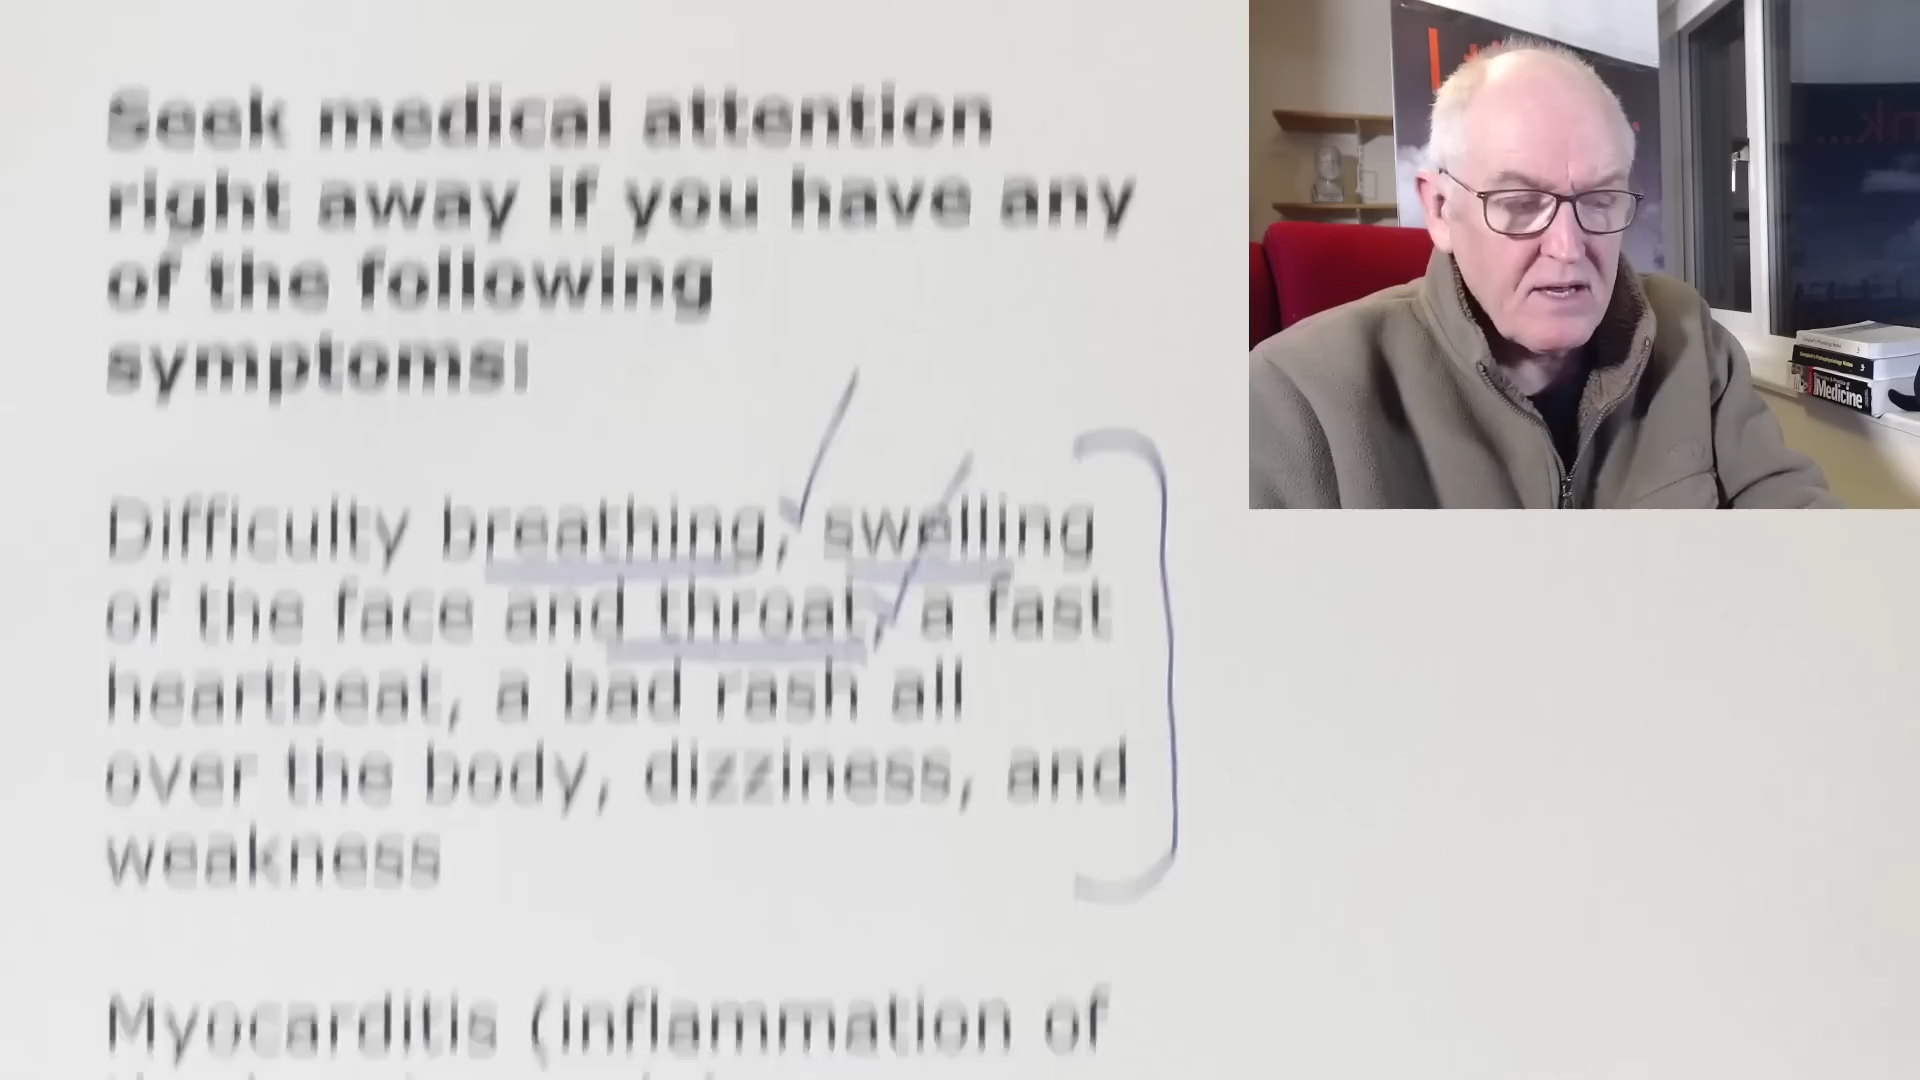 Seek medical attention
right away if you have any
of the following
symptoms:
Difficulty breathing, swelling
of the face and throat, a fast
heartbeat, a bad rash all
over the body, dizziness, and
weakness
Myocarditis (inflammation of
Medicine